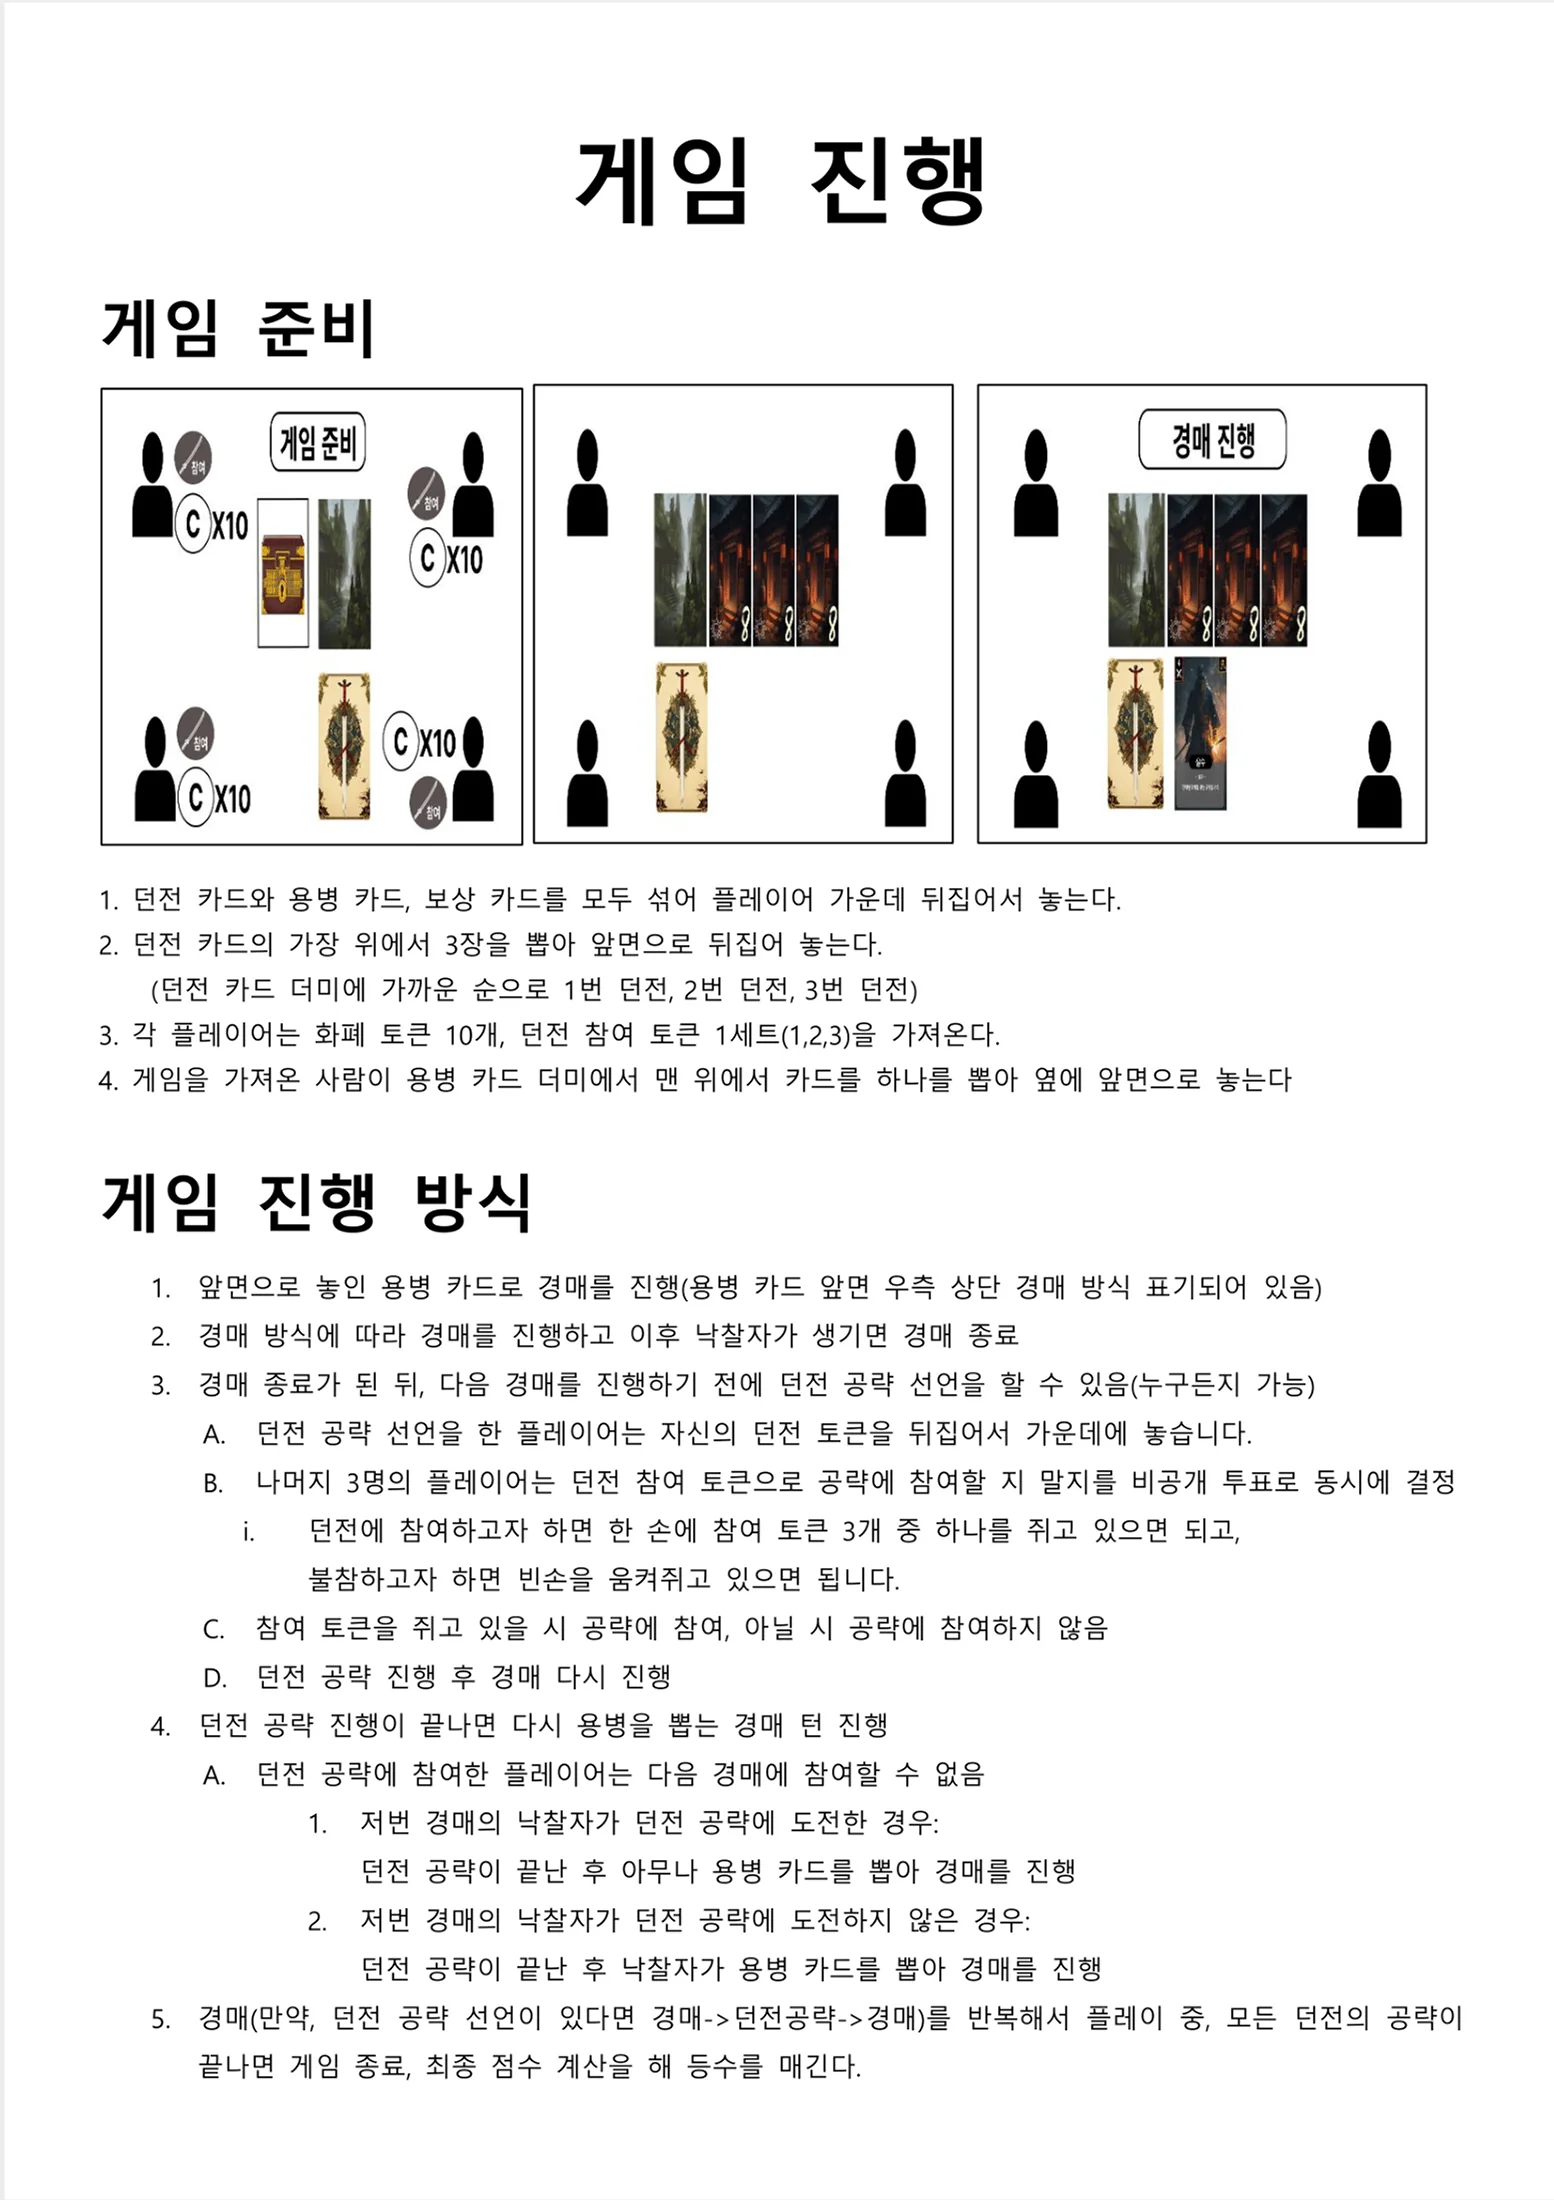 게임 진행
게임 준비
게임 준비
참여
C X10
참여
C X10
참여
C X10
C X10
참여
8 8 8
경매 진행
8 8 8
1. 던전 카드와 용병 카드, 보상 카드를 모두 섞어 플레이어 가운데 뒤집어서 놓는다.
2. 던전 카드의 가장 위에서 3장을 뽑아 앞면으로 뒤집어 놓는다.
(던전 카드 더미에 가까운 순으로 1번 던전, 2번 던전, 3번 던전)
3. 각 플레이어는 화폐 토큰 10개, 던전 참여 토큰 1세트(1,2,3)을 가져온다.
4. 게임을 가져온 사람이 용병 카드 더미에서 맨 위에서 카드를 하나를 뽑아 옆에 앞면으로 놓는다
게임 진행 방식
1. 앞면으로 놓인 용병 카드로 경매를 진행(용병 카드 앞면 우측 상단 경매 방식 표기되어 있음)
2. 경매 방식에 따라 경매를 진행하고 이후 낙찰자가 생기면 경매 종료
3. 경매 종료가 된 뒤, 다음 경매를 진행하기 전에 던전 공략 선언을 할 수 있음(누구든지 가능)
A. 던전 공략 선언을 한 플레이어는 자신의 던전 토큰을 뒤집어서 가운데에 놓습니다.
B. 나머지 3명의 플레이어는 던전 참여 토큰으로 공략에 참여할 지 말지를 비공개 투표로 동시에 결정
i. 던전에 참여하고자 하면 한 손에 참여 토큰 3개 중 하나를 쥐고 있으면 되고,
불참하고자 하면 빈손을 움켜쥐고 있으면 됩니다.
C. 참여 토큰을 쥐고 있을 시 공략에 참여, 아닐 시 공략에 참여하지 않음
D. 던전 공략 진행 후 경매 다시 진행
4. 던전 공략 진행이 끝나면 다시 용병을 뽑는 경매 턴 진행
A. 던전 공략에 참여한 플레이어는 다음 경매에 참여할 수 없음
1. 저번 경매의 낙찰자가 던전 공략에 도전한 경우:
던전 공략이 끝난 후 아무나 용병 카드를 뽑아 경매를 진행
2. 저번 경매의 낙찰자가 던전 공략에 도전하지 않은 경우:
던전 공략이 끝난 후 낙찰자가 용병 카드를 뽑아 경매를 진행
5. 경매(만약, 던전 공략 선언이 있다면 경매->던전공략->경매)를 반복해서 플레이 중, 모든 던전의 공략이
끝나면 게임 종료, 최종 점수 계산을 해 등수를 매긴다.